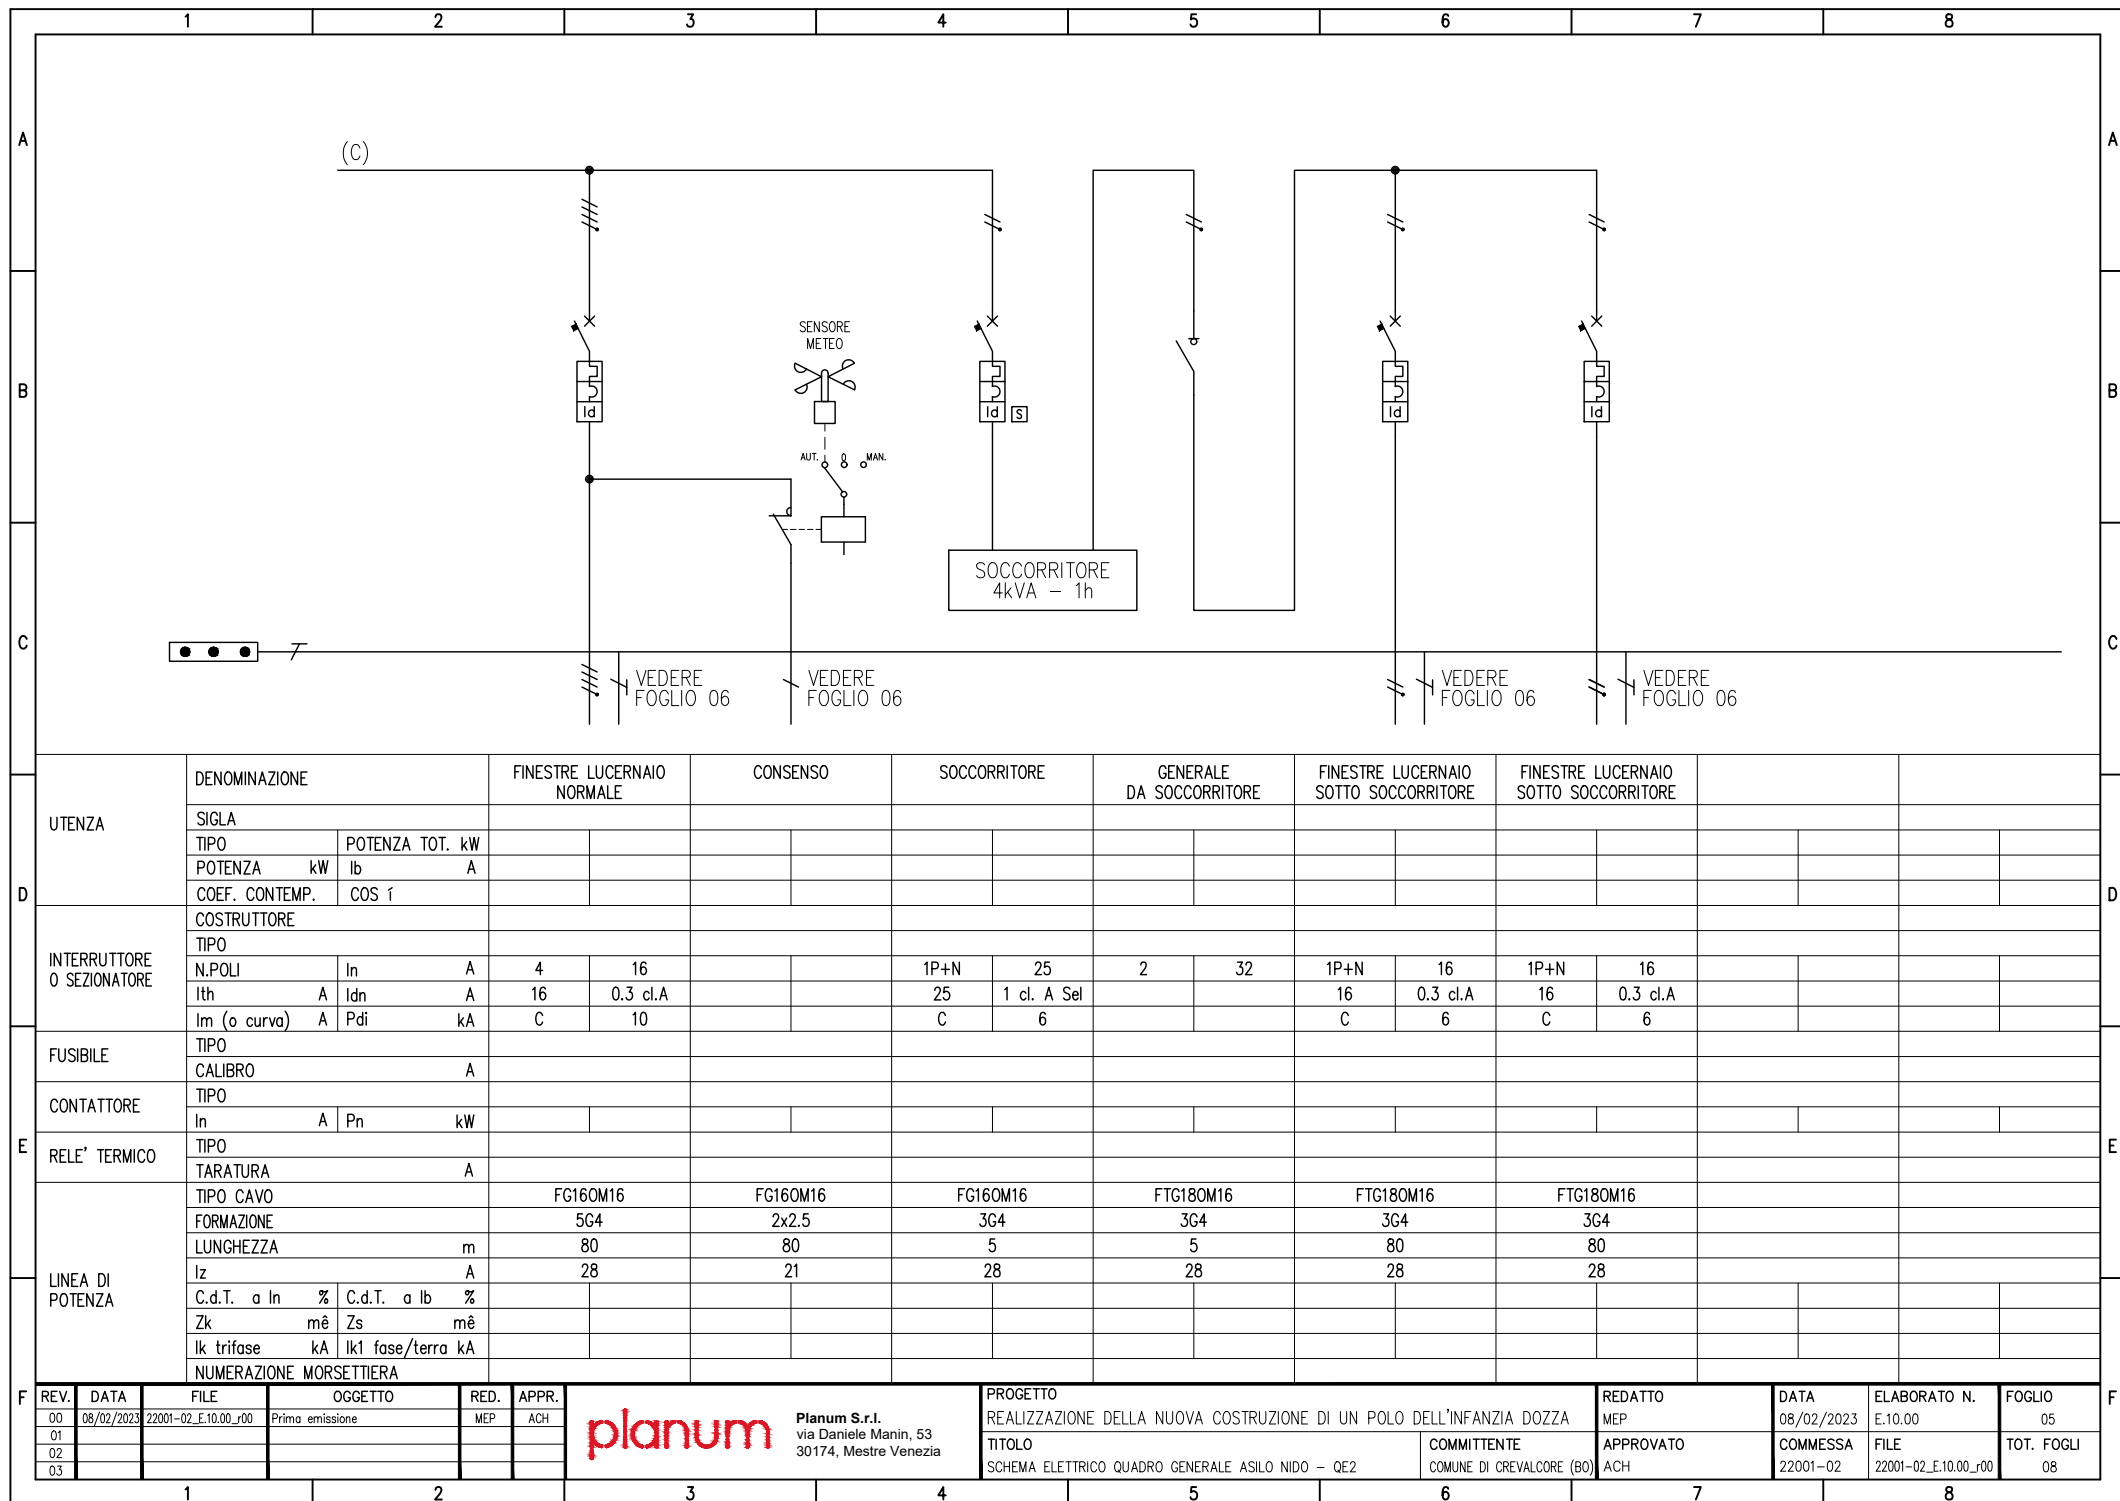 1 2 3 4 5 6 7 8
A A
(C)
SENSORE
METEO
B B
Id Id S Id Id
AUT. 0 MAN.
SOCCORRITORE
4kVA – 1h
C C
VEDERE
FOGLIO 06
VEDERE
FOGLIO 06
VEDERE
FOGLIO 06
VEDERE
FOGLIO 06
UTENZA
DENOMINAZIONE
FINESTRE LUCERNAIO
NORMALE
CONSENSO
SOCCORRITORE
GENERALE
DA SOCCORRITORE
FINESTRE LUCERNAIO
SOTTO SOCCORRITORE
FINESTRE LUCERNAIO
SOTTO SOCCORRITORE
SIGLA
TIPO POTENZA TOT. kW
POTENZA kW Ib A
D COEF. CONTEMP. COS í D
INTERRUTTORE
O SEZIONATORE
COSTRUTTORE
TIPO
N.POLI In A 4 16 1P+N 25 2 32 1P+N 16 1P+N 16
Ith A Idn A 16 0.3 cl.A 25 1 cl. A Sel 16 0.3 cl.A 16 0.3 cl.A
Im (o curva) A Pdi kA C 10 C 6 C 6 C 6
FUSIBILE
TIPO
CALIBRO A
CONTATTORE
TIPO
In A Pn kW
E RELE' TERMICO E
TIPO
TARATURA A
LINEA DI
POTENZA
TIPO CAVO FG16OM16 FG16OM16 FG16OM16 FTG18OM16 FTG18OM16 FTG18OM16
FORMAZIONE 5G4 2x2.5 3G4 3G4 3G4 3G4
LUNGHEZZA m 80 80 5 5 80 80
Iz A 28 21 28 28 28 28
C.d.T. a In % C.d.T. a Ib %
Zk mê Zs mê
Ik trifase kA Ik1 fase/terra kA
NUMERAZIONE MORSETTIERA
F F
REV. DATA FILE OGGETTO RED. APPR.
00 08/02/2023 22001-02_E.10.00_r00 Prima emissione MEP ACH
01
02
03
planum
Planum S.r.l.
via Daniele Manin, 53
30174, Mestre Venezia
PROGETTO
REALIZZAZIONE DELLA NUOVA COSTRUZIONE DI UN POLO DELL'INFANZIA DOZZA
TITOLO
SCHEMA ELETTRICO QUADRO GENERALE ASILO NIDO – QE2
COMMITTENTE
COMUNE DI CREVALCORE (BO)
REDATTO
MEP
APPROVATO
ACH
DATA
08/02/2023
COMMESSA
22001-02
ELABORATO N.
E.10.00
FILE
22001-02_E.10.00_r00
FOGLIO
05
TOT. FOGLI
08
1 2 3 4 5 6 7 8